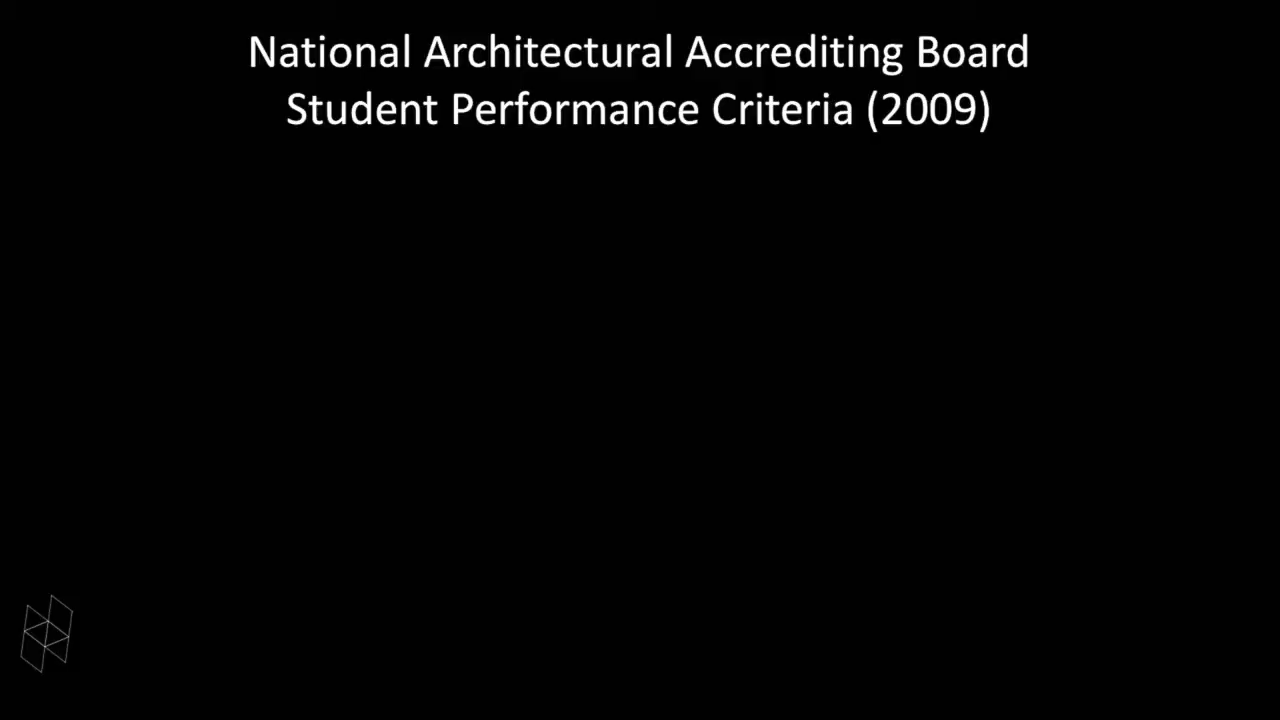 National Architectural Accrediting Board
Student Performance Criteria (2009)